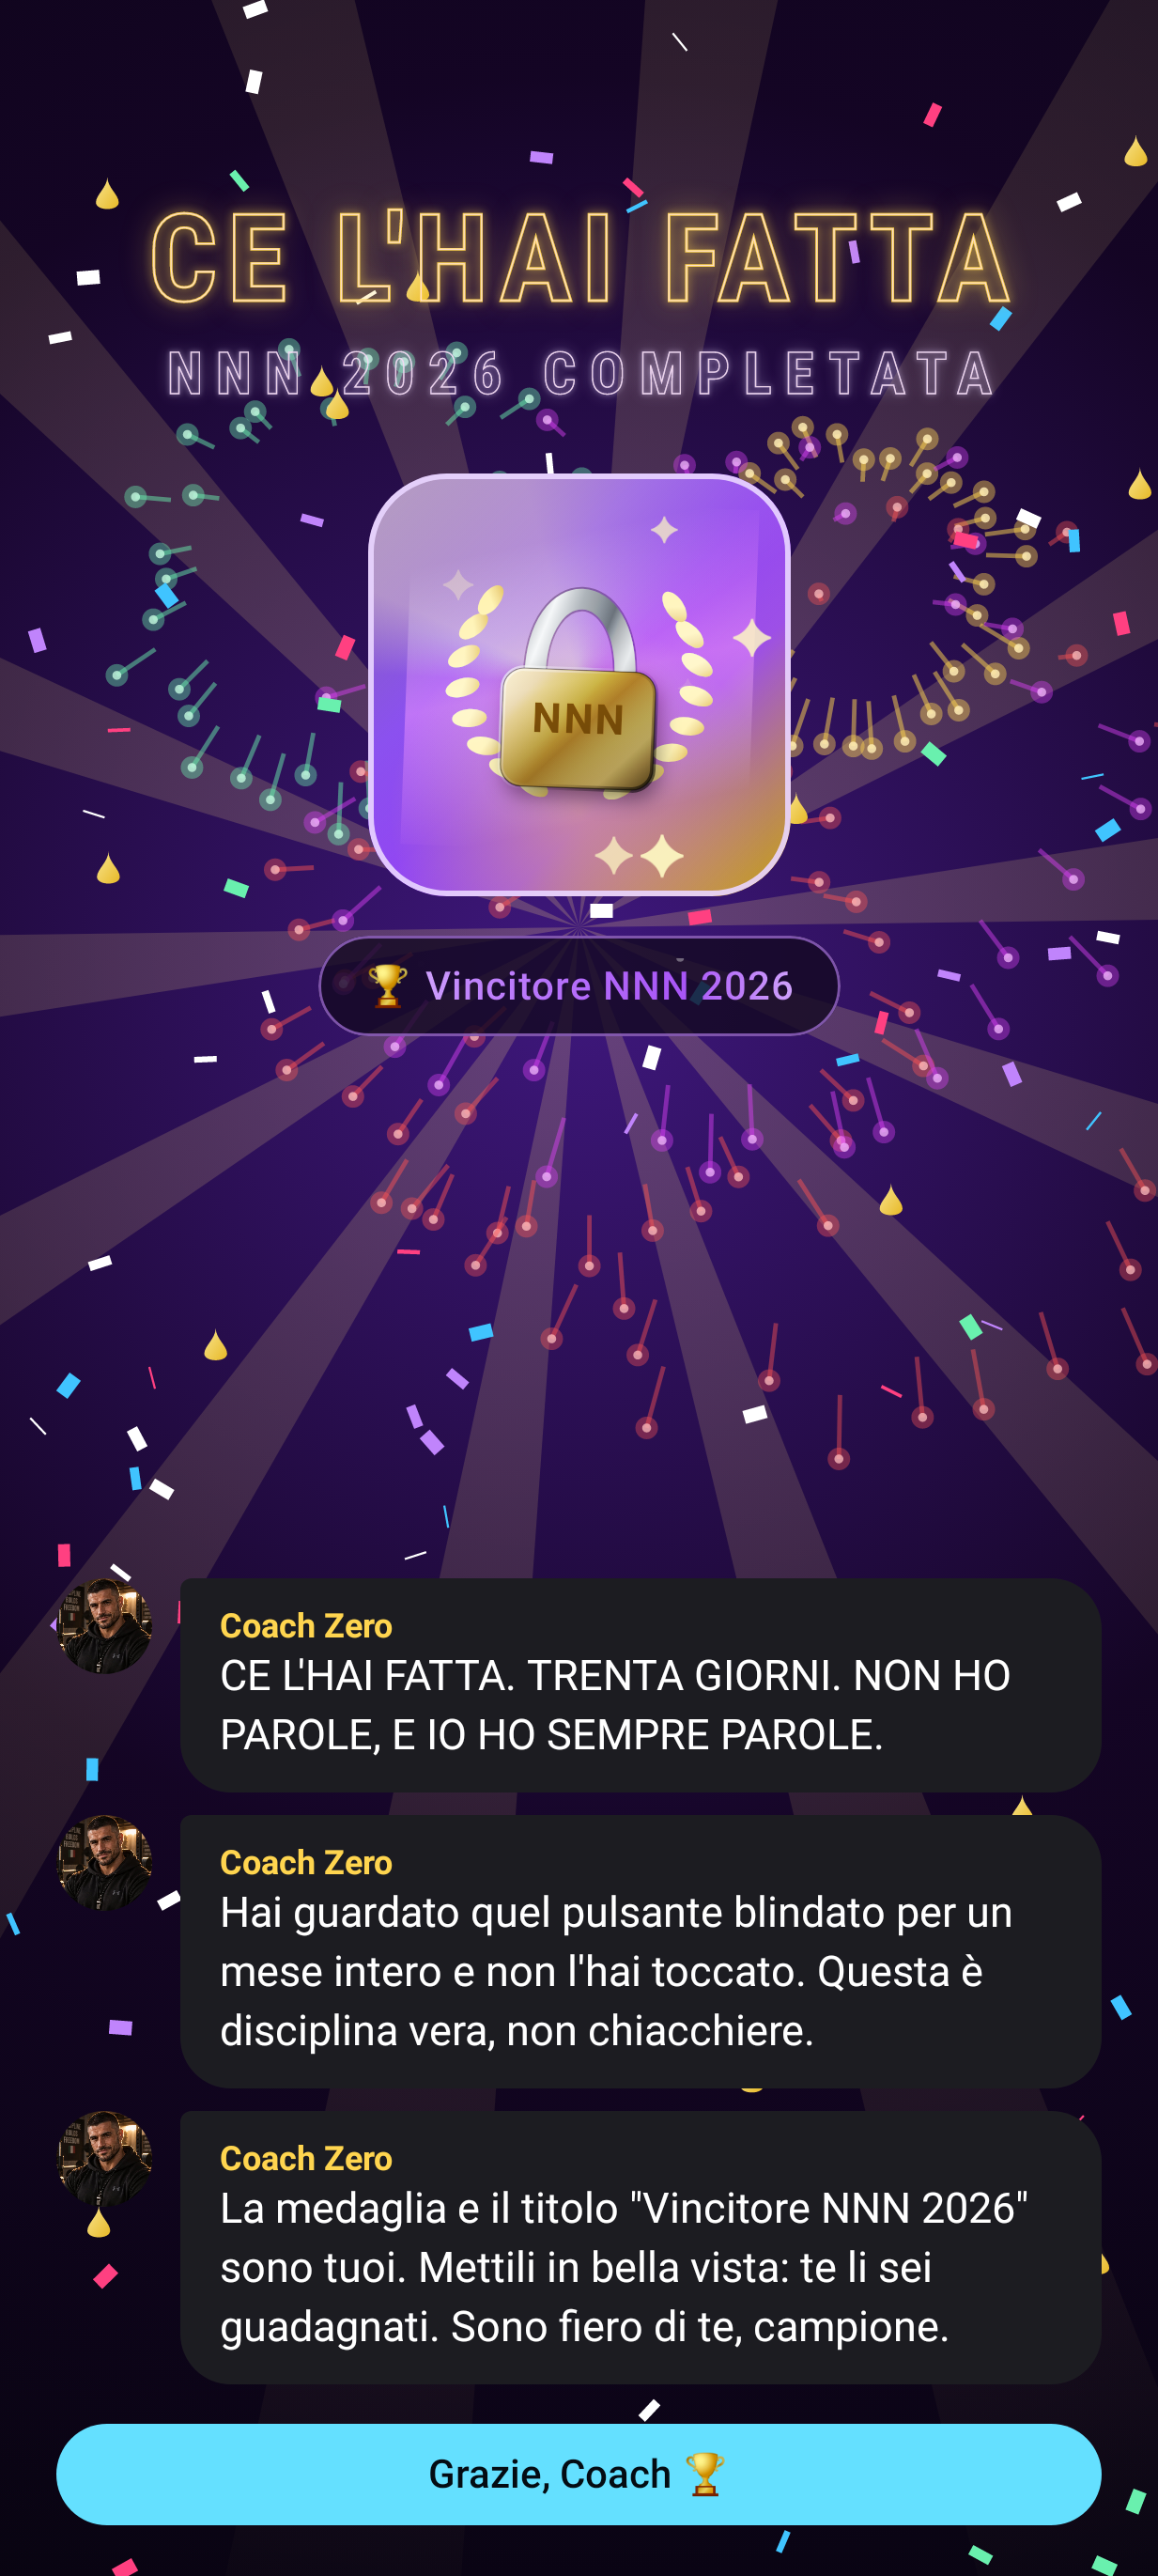 CE L'HAI FATTA
NNN 2026 COMPLETATA
NNN
🏆 Vincitore NNN 2026
Coach Zero
CE L'HAI FATTA. TRENTA GIORNI. NON HO
PAROLE, E IO HO SEMPRE PAROLE.
Coach Zero
Hai guardato quel pulsante blindato per un
mese intero e non l'hai toccato. Questa è
disciplina vera, non chiacchiere.
Coach Zero
La medaglia e il titolo "Vincitore NNN 2026"
sono tuoi. Mettili in bella vista: te li sei
guadagnati. Sono fiero di te, campione.
Grazie, Coach 🏆